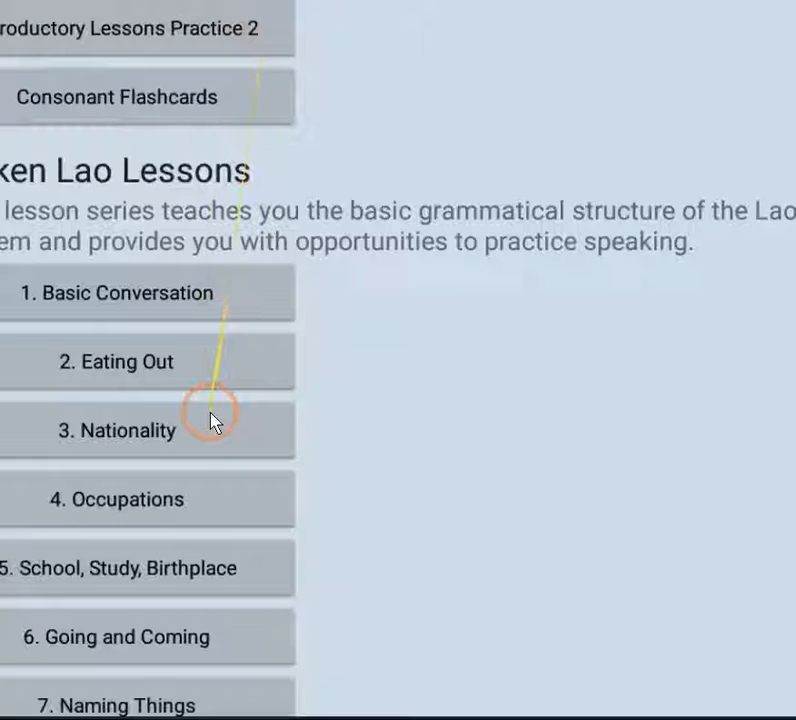 roductory Lessons Practice 2
Consonant Flashcards
ken Lao Lessons
lesson series teaches you the basic grammatical structure of the Lao
em and provides you with opportunities to practice speaking.
1. Basic Conversation
2. Eating Out
3. Nationality
4. Occupations
5. School, Study, Birthplace
6. Going and Coming
7. Naming Things